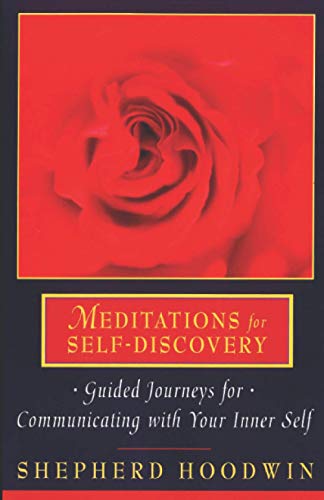 MEDITATIONS for
SELF-DISCOVERY
• Guided Journeys for •
Communicating with Your Inner Self
SHEPHERD HOODWIN